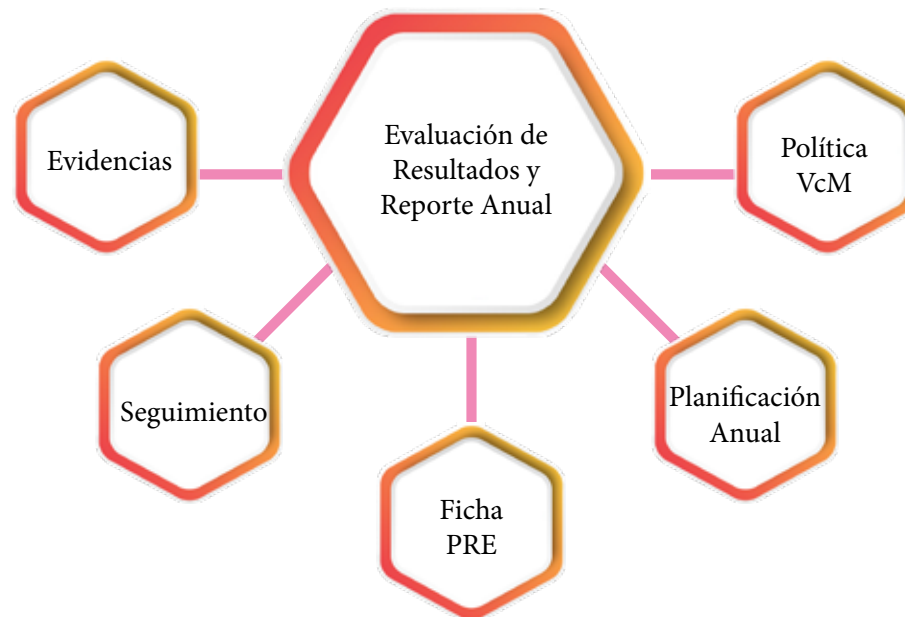 Evaluación de
Resultados y
Reporte Anual
Evidencias
Política
VcM
Seguimiento
Planificación
Anual
Ficha
PRE